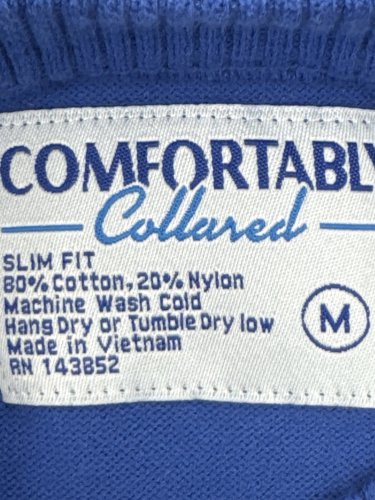 COMFORTABLY
Collared
SLIM FIT
80% Cotton, 20% Nylon
Machine Wash Cold
Hang Dry or Tumble Dry low
Made in Vietnam
RN 143852
M